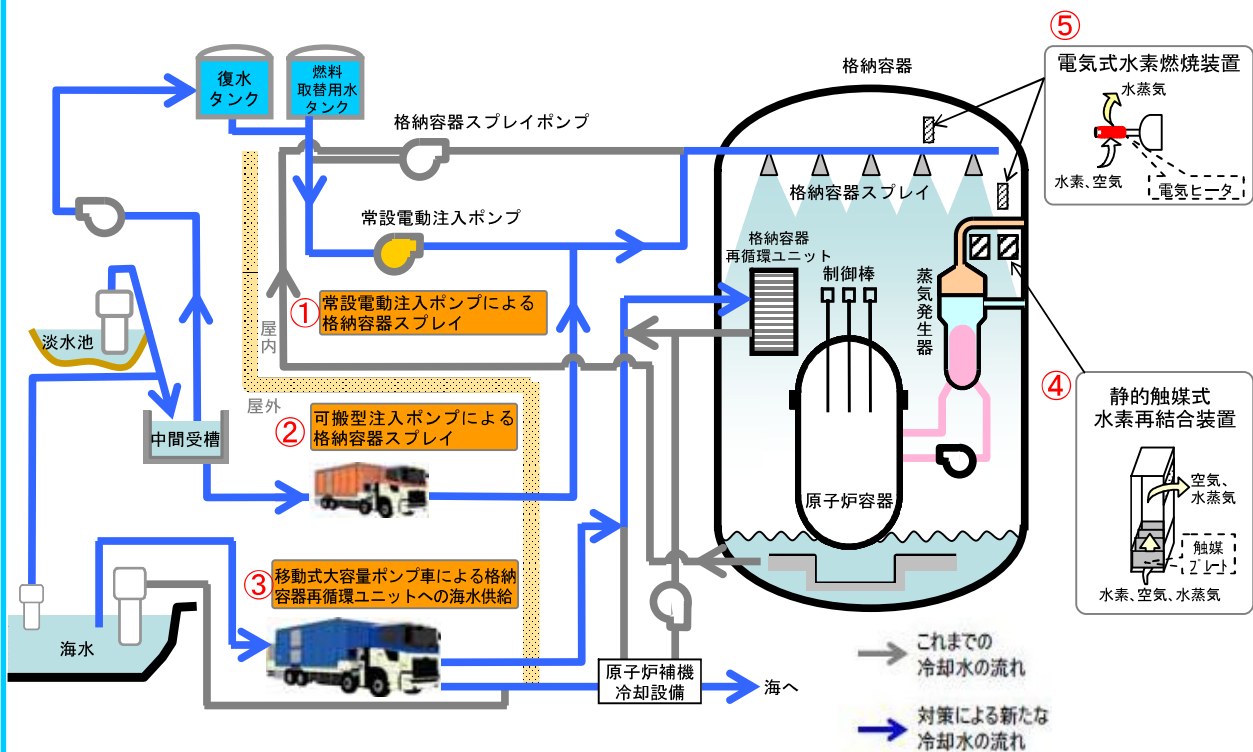 復水
タンク
燃料
取替用水
タンク
格納容器スプレイポンプ
常設電動注入ポンプ
①
常設電動注入ポンプによる
格納容器スプレイ
屋内
屋外
淡水池
中間受槽
②
可搬型注入ポンプによる
格納容器スプレイ
③
移動式大容量ポンプ車による格納
容器再循環ユニットへの海水供給
海水
原子炉補機
冷却設備
海へ
格納容器
格納容器スプレイ
格納容器
再循環ユニット
制御棒
蒸気発生器
原子炉容器
⑤
電気式水素燃焼装置
水蒸気
水素、空気
電気ヒータ
④
静的触媒式
水素再結合装置
空気、
水蒸気
触媒
プレート
水素、空気、水蒸気
これまでの
冷却水の流れ
対策による新たな
冷却水の流れ